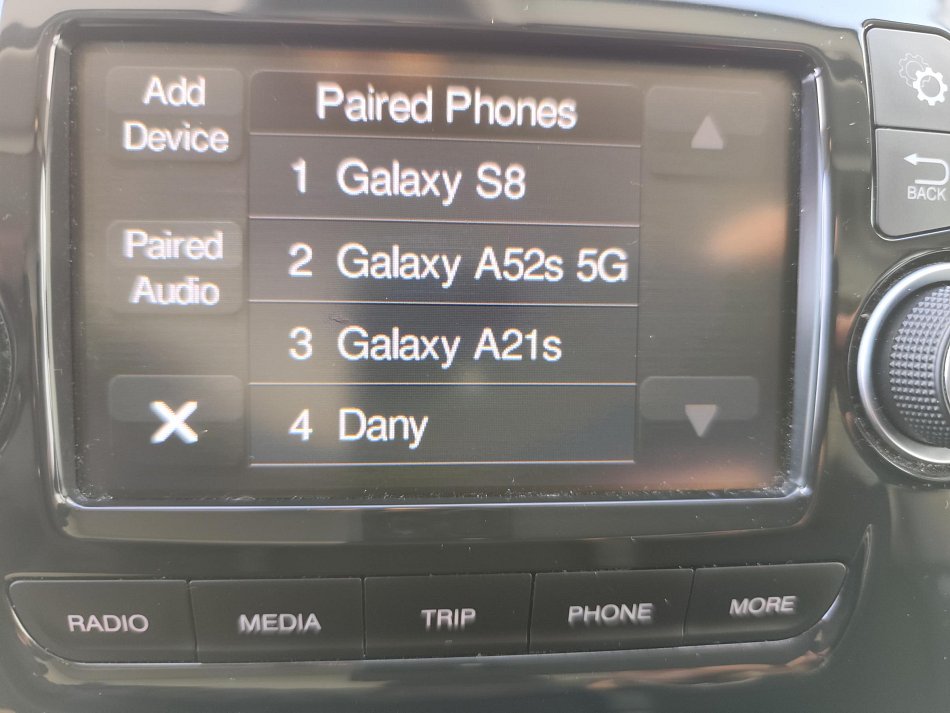 Add
Device
Paired Phones
1 Galaxy S8
2 Galaxy A52s 5G
3 Galaxy A21s
4 Dany
Paired
Audio
BACK
RADIO
MEDIA
TRIP
PHONE
MORE